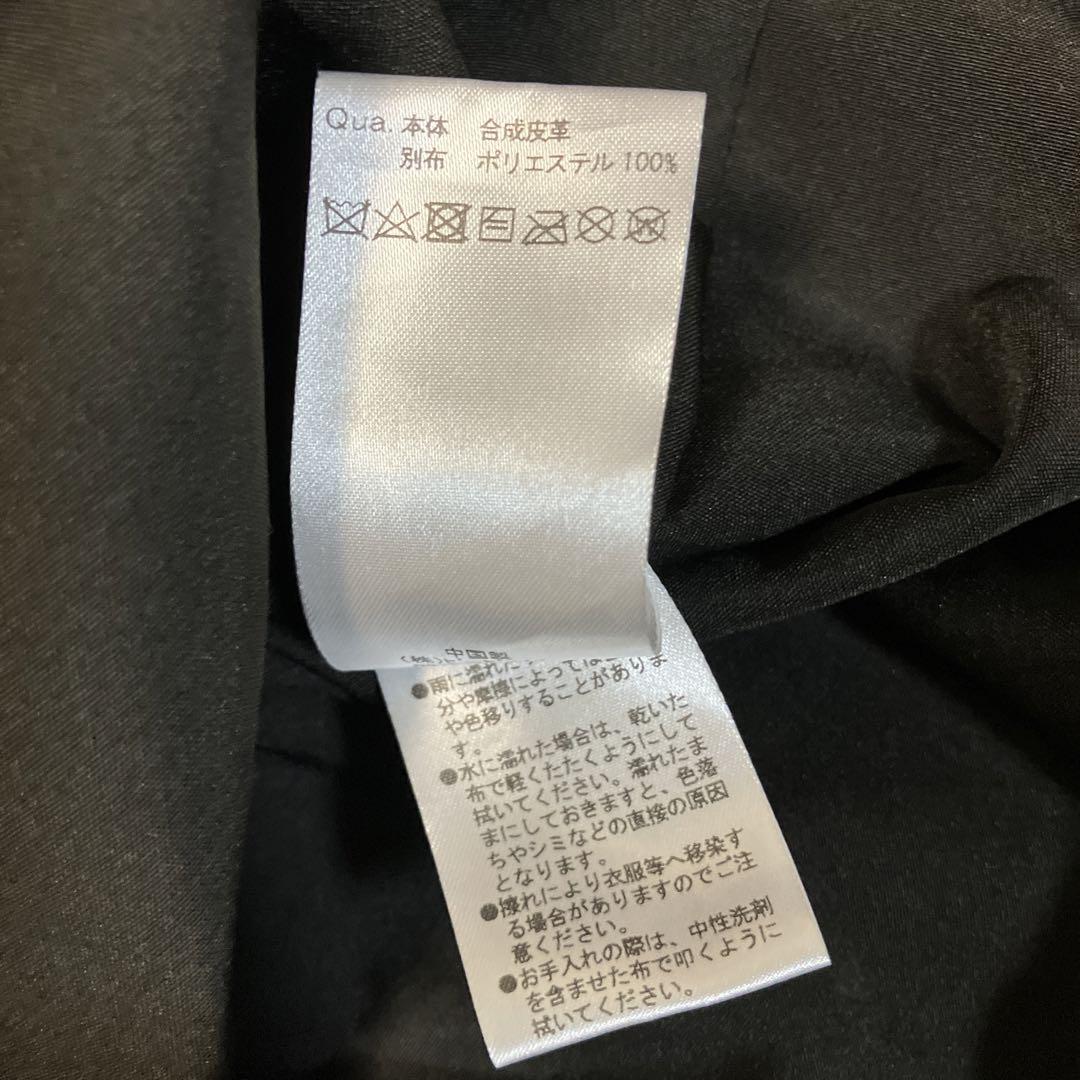 Qua. 本体 合成皮革
別布 ポリエステル 100%
中国製
●雨に濡れた
分や摩擦によっては
や色移りすることがありま
す。
●水に濡れた場合は、乾いた
布で軽くたたくようにして
拭いてください。濡れたま
まにしておきますと、色落
ちやシミなどの直接の原因
となります。
●擦れにより衣服等へ移染す
る場合がありますのでご注
意ください。
●お手入れの際は、中性洗剤
を含ませた布で叩くように
拭いてください。